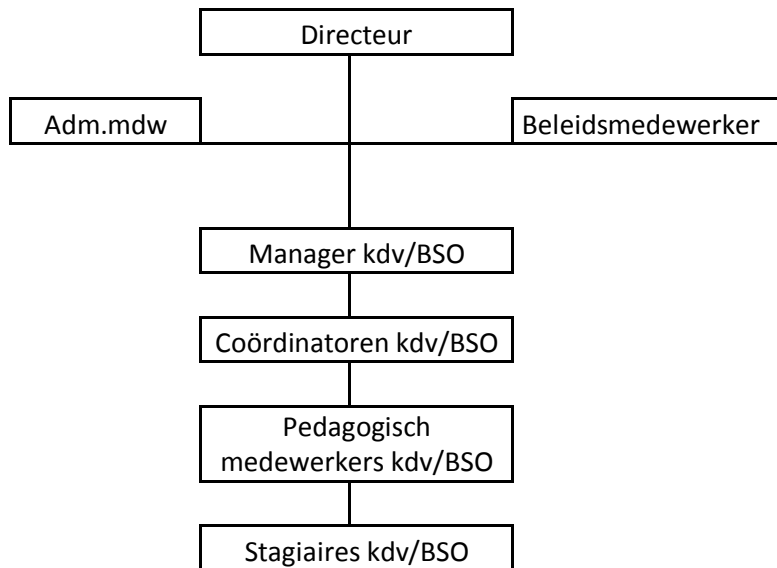 Directeur
Adm.mdw
Beleidsmedewerker
Manager kdv/BSO
Coördinatoren kdv/BSO
Pedagogisch
medewerkers kdv/BSO
Stagiaires kdv/BSO